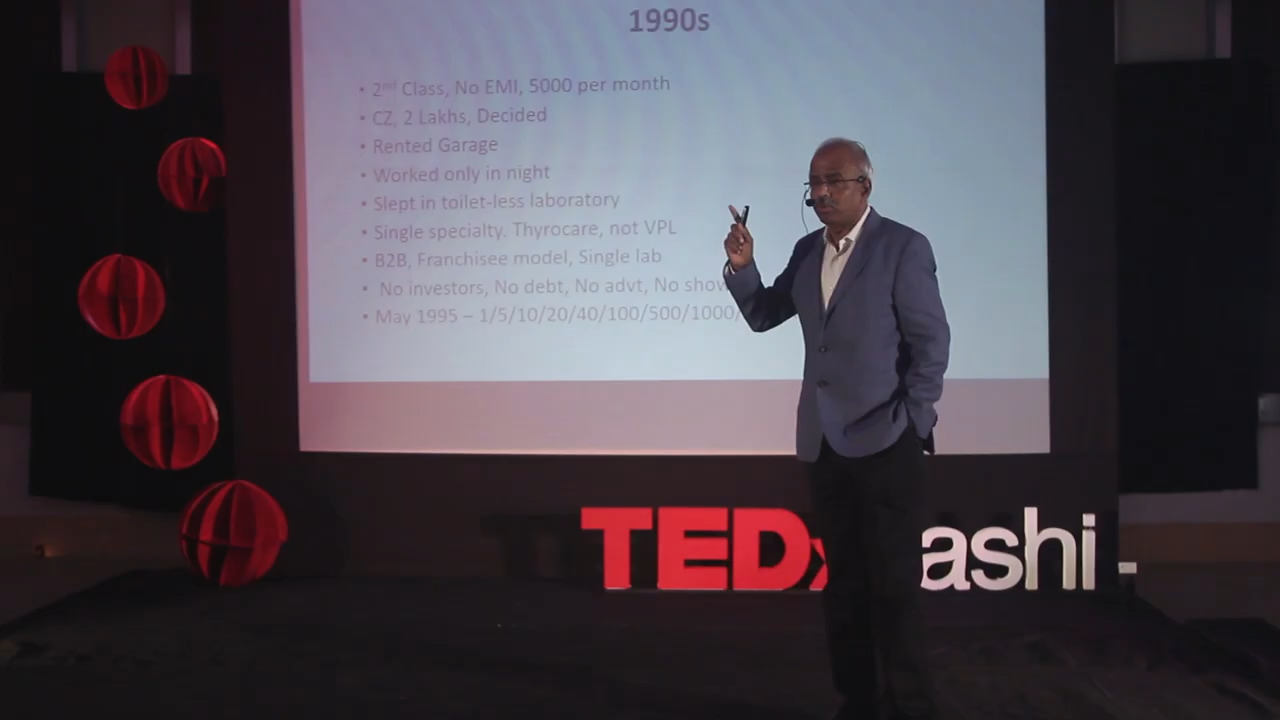 1990s
• 2nd Class, No EMI, 5000 per month
• CZ, 2 Lakhs, Decided
• Rented Garage
• Worked only in night
• Slept in toilet-less laboratory
• Single specialty. Thyrocare, not VPL
• B2B, Franchisee model, Single lab
• No investors, No debt, No advt, No show
• May 1995 – 1/5/10/20/40/100/500/1000/
TEDx ashi